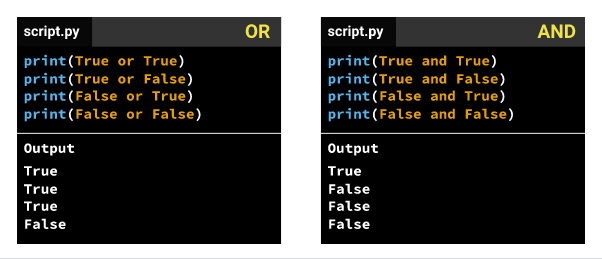 script.py OR
print(True or True)
print(True or False)
print(False or True)
print(False or False)
Output
True
True
True
False
script.py AND
print(True and True)
print(True and False)
print(False and True)
print(False and False)
Output
True
False
False
False